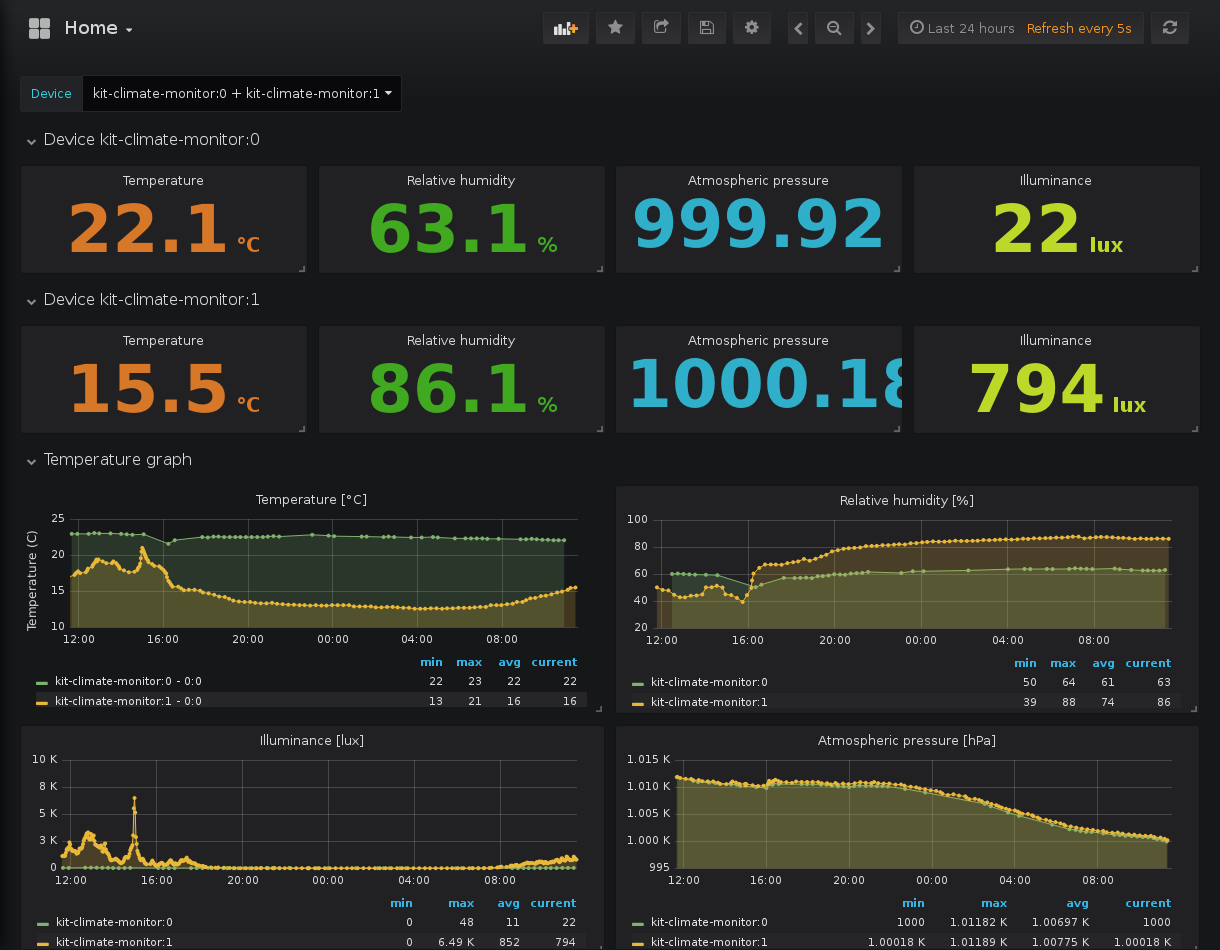 Home
Last 24 hours Refresh every 5s
Device kit-climate-monitor:0 + kit-climate-monitor:1
Device kit-climate-monitor:0
Temperature Relative humidity Atmospheric pressure Illuminance
22.1 °C 63.1 % 999.92 22 lux
Device kit-climate-monitor:1
Temperature Relative humidity Atmospheric pressure Illuminance
15.5 °C 86.1 % 1000.18 794 lux
Temperature graph
Temperature [°C]
Temperature (C)
25
20
15
10
12:00 16:00 20:00 00:00 04:00 08:00
min max avg current
kit-climate-monitor:0 - 0:0 22 23 22 22
kit-climate-monitor:1 - 0:0 13 21 16 16
Relative humidity [%]
100
80
60
40
20
12:00 16:00 20:00 00:00 04:00 08:00
min max avg current
kit-climate-monitor:0 50 64 61 63
kit-climate-monitor:1 39 88 74 86
Illuminance [lux]
10 K
8 K
5 K
3 K
0
12:00 16:00 20:00 00:00 04:00 08:00
min max avg current
kit-climate-monitor:0 0 48 11 22
kit-climate-monitor:1 0 6.49 K 852 794
Atmospheric pressure [hPa]
1.015 K
1.010 K
1.005 K
1.000 K
995
12:00 16:00 20:00 00:00 04:00 08:00
min max avg current
kit-climate-monitor:0 1000 1.01182 K 1.00697 K 1000
kit-climate-monitor:1 1.00018 K 1.01189 K 1.00775 K 1.00018 K